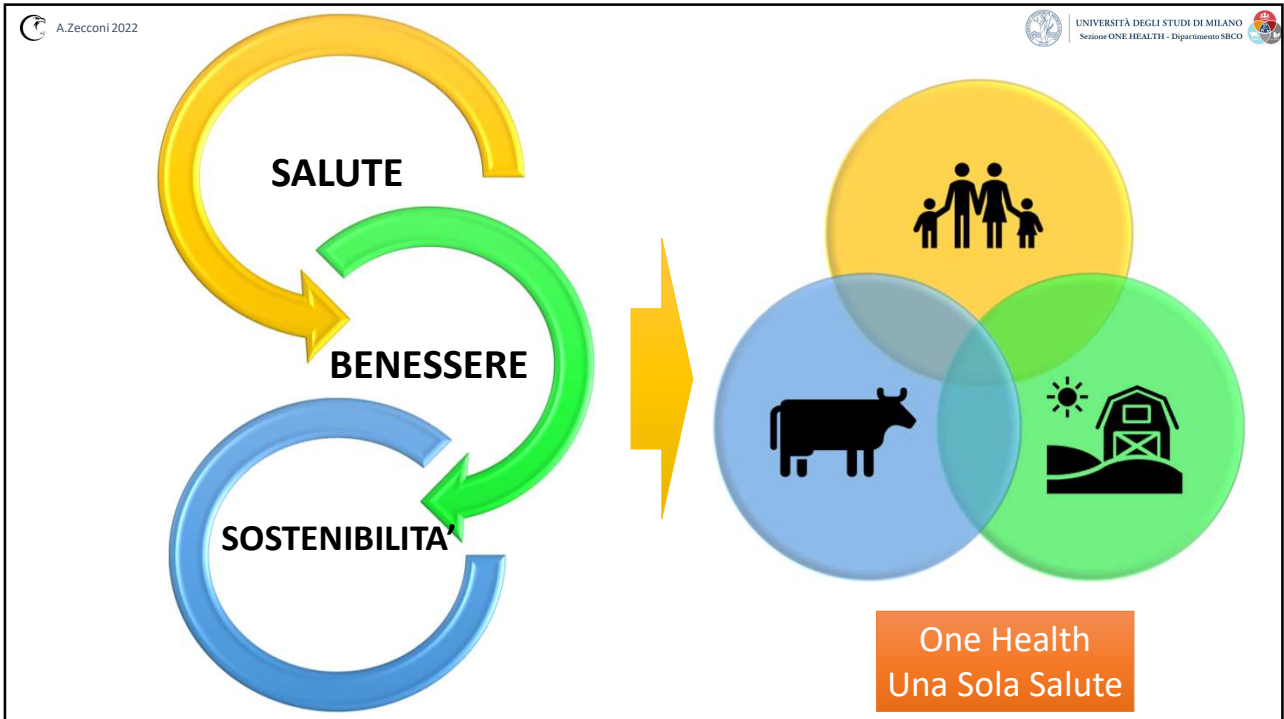 A.Zecconi 2022
UNIVERSITÀ DEGLI STUDI DI MILANO
Sezione ONE HEALTH - Dipartimento SBCO
SALUTE
BENESSERE
SOSTENIBILITA’
One Health
Una Sola Salute